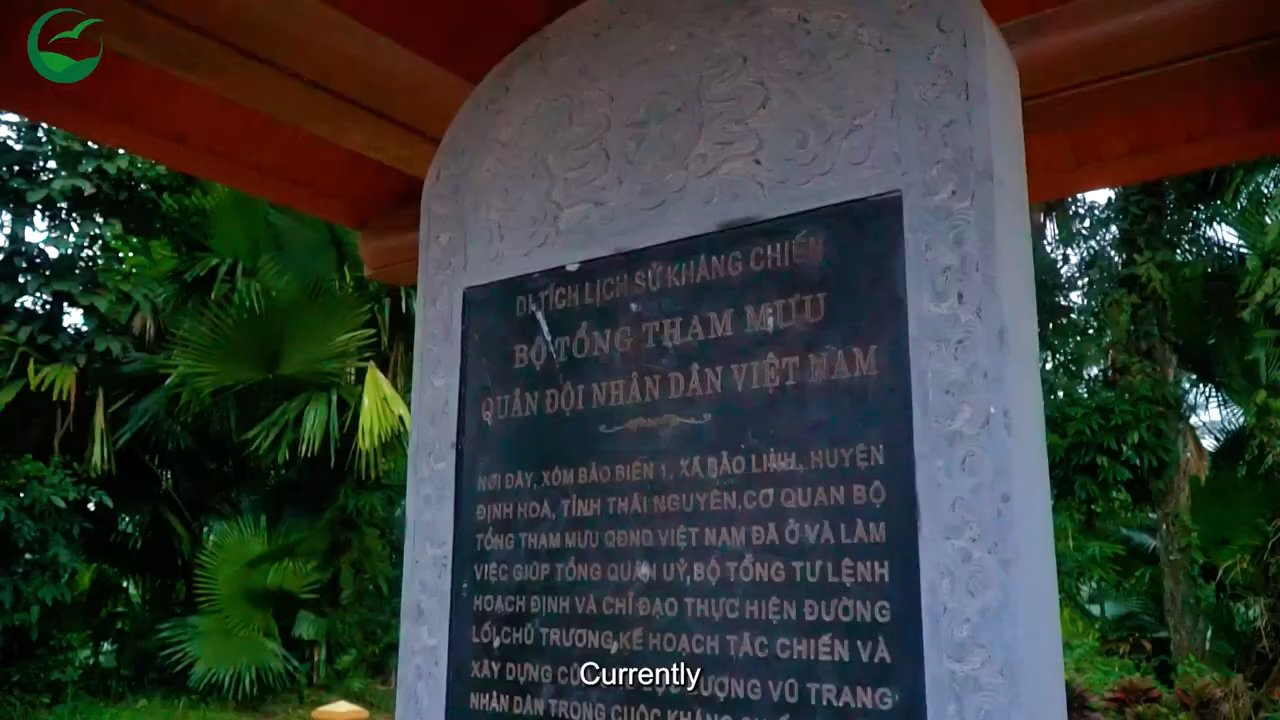 DI TÍCH LỊCH SỬ KHÁNG CHIẾN
BỘ TỔNG THAM MƯU
QUÂN ĐỘI NHÂN DÂN VIỆT NAM
NƠI ĐÂY, XÓM BẢO BIÊN 1, XÃ BẢO LINH, HUYỆN
ĐỊNH HOÁ, TỈNH THÁI NGUYÊN, CƠ QUAN BỘ
TỔNG THAM MƯU QĐND VIỆT NAM ĐÃ Ở VÀ LÀM
VIỆC GIÚP TỔNG QUÂN UỶ, BỘ TỔNG TƯ LỆNH
HOẠCH ĐỊNH VÀ CHỈ ĐẠO THỰC HIỆN ĐƯỜNG
LỐI, CHỦ TRƯƠNG, KẾ HOẠCH TÁC CHIẾN VÀ
XÂY DỰNG LƯỢNG VŨ TRANG
NHÂN DÂN TRONG CUỘC KHÁNG
Currently